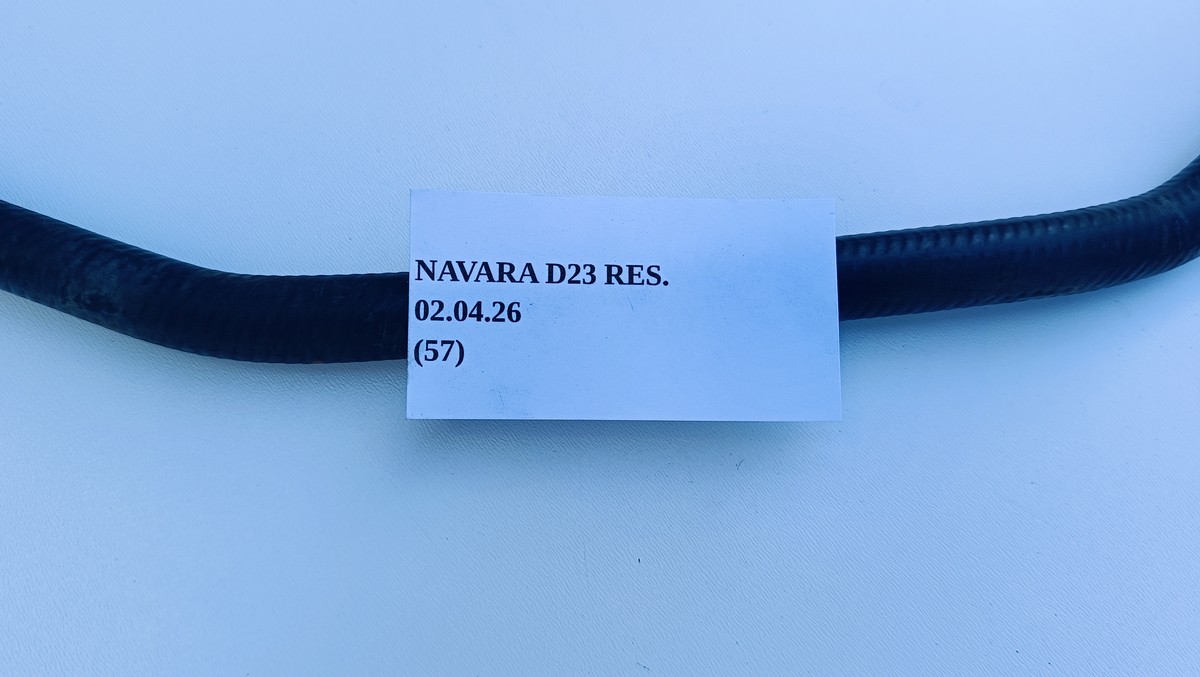 NAVARA D23 RES.
02.04.26
(57)